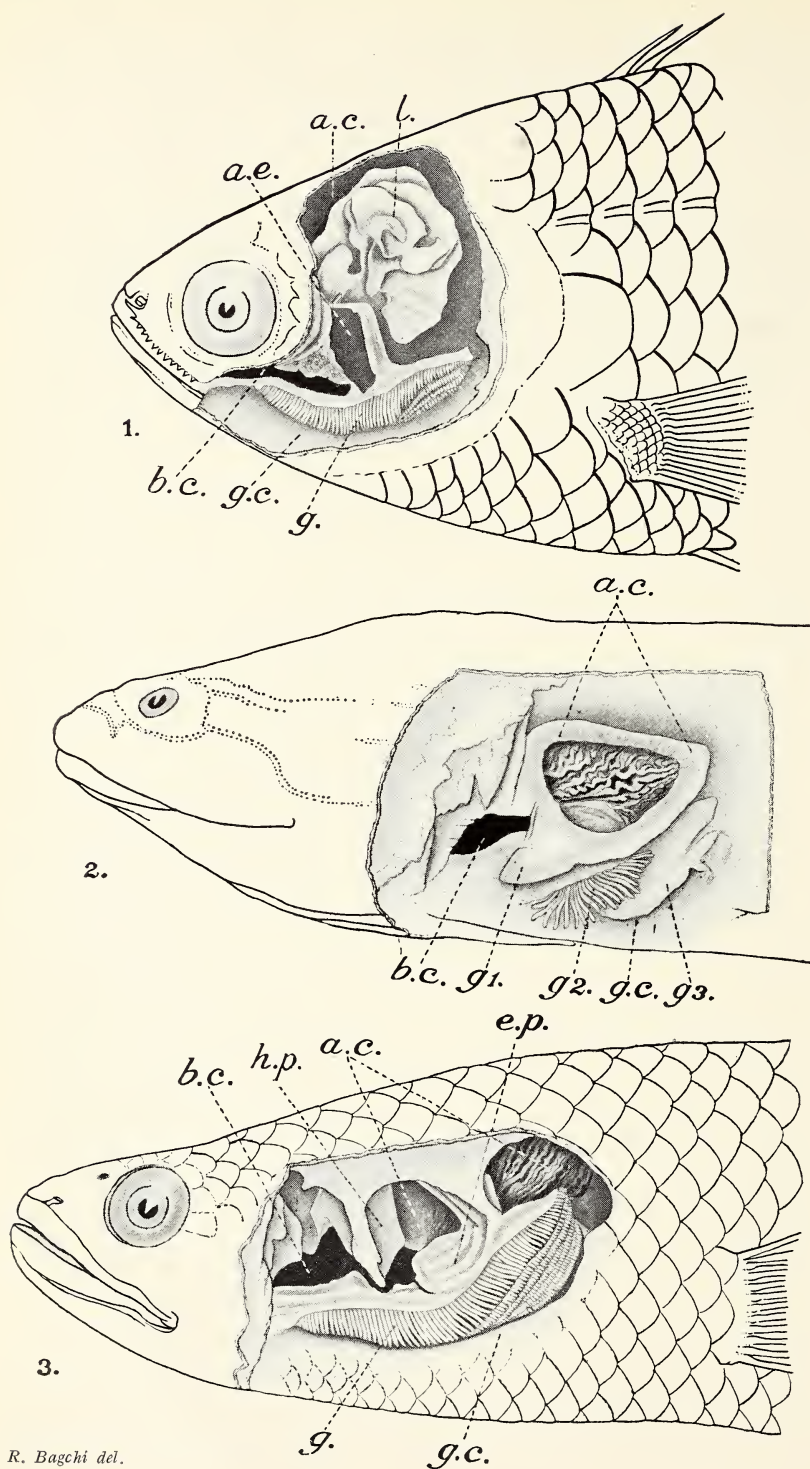 a.c. l.
a.e.
1.
b.c. g.c. g.
a.c.
2.
b.c. g1. g2. g.c. g3.
e.p.
b.c. h.p. a.c.
3.
g. g.c.
R. Bagchi del.